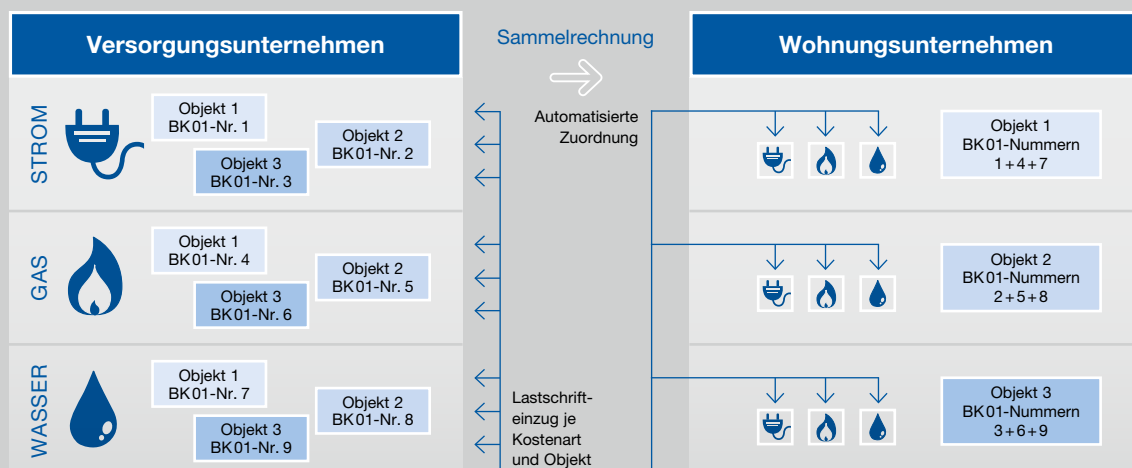 Versorgungsunternehmen
Sammelrechnung
Wohnungsunternehmen
STROM
Objekt 1
BK01-Nr. 1
Objekt 2
BK01-Nr. 2
Objekt 3
BK01-Nr. 3
Automatisierte
Zuordnung
Objekt 1
BK01-Nummern
1+4+7
GAS
Objekt 1
BK01-Nr. 4
Objekt 2
BK01-Nr. 5
Objekt 3
BK01-Nr. 6
Objekt 2
BK01-Nummern
2+5+8
WASSER
Objekt 1
BK01-Nr. 7
Objekt 2
BK01-Nr. 8
Objekt 3
BK01-Nr. 9
Lastschrift-
einzug je
Kostenart
und Objekt
Objekt 3
BK01-Nummern
3+6+9